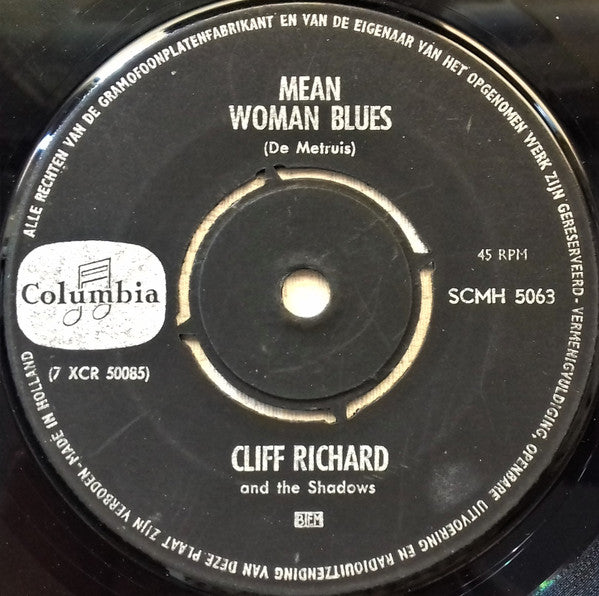 ALLE RECHTEN VAN DE GRAMOFOONPLATENFABRIKANT EN VAN DE EIGENAAR VAN HET OPGENOMEN WERK ZIJN GERESERVEERD - VERMENIGVULDIGING, OPENBARE UITVOERING EN RADIOUITZENDING VAN DEZE PLAAT ZIJN VERBODEN-MADE IN HOLLAND
MEAN
WOMAN BLUES
(De Metruis)
45 RPM
Columbia
SCMH 5063
(7 XCR 50085)
CLIFF RICHARD
and the Shadows
BIEM